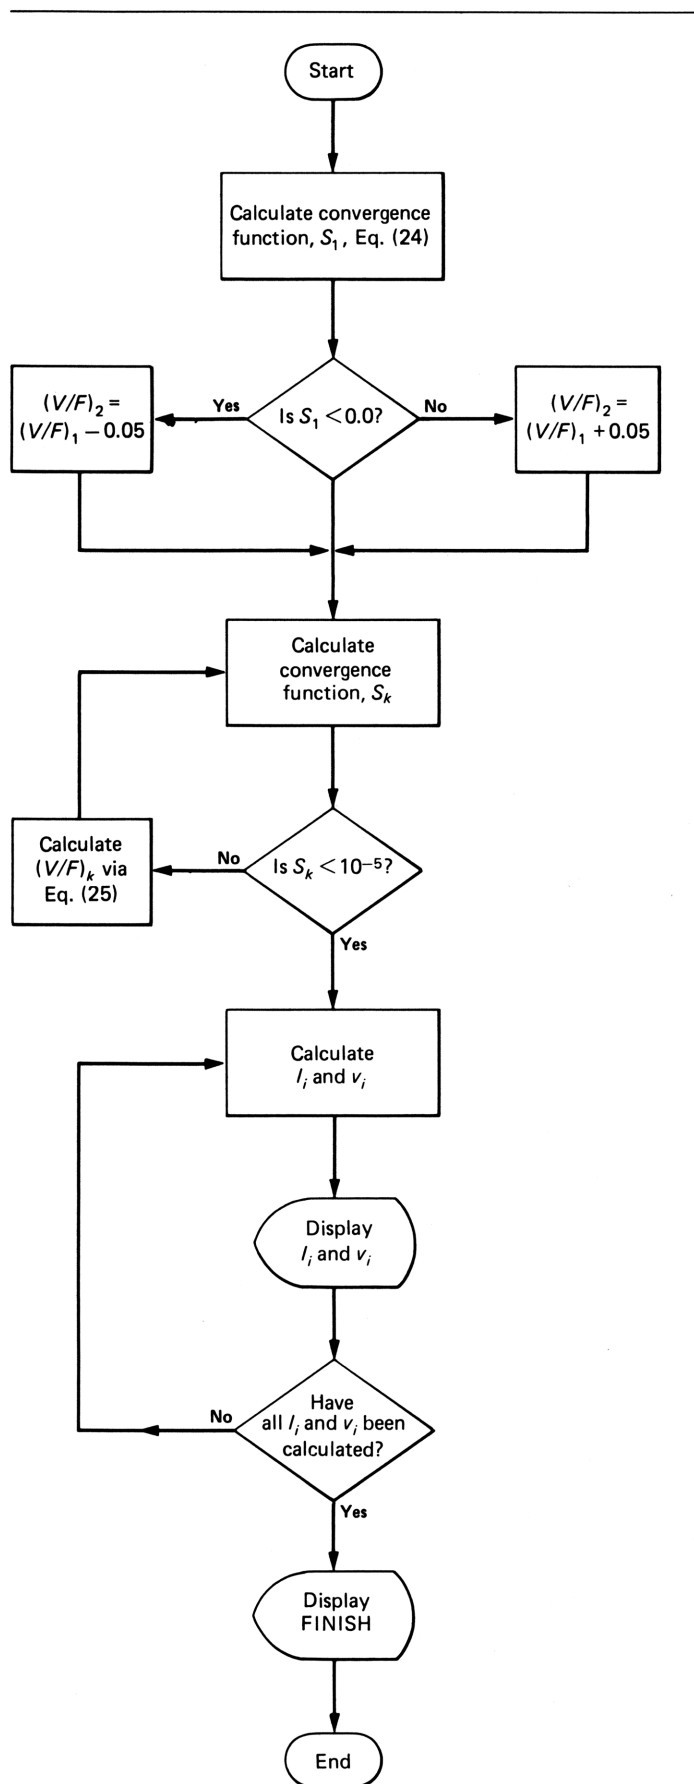 Start
Calculate convergence
function, S₁, Eq. (24)
Is S₁ < 0.0?
Yes
No
(V/F)₂ =
(V/F)₁ − 0.05
(V/F)₂ =
(V/F)₁ + 0.05
Calculate
convergence
function, Sₖ
Is Sₖ < 10⁻⁵?
No
Calculate
(V/F)ₖ via
Eq. (25)
Yes
Calculate
lᵢ and vᵢ
Display
lᵢ and vᵢ
Have
all lᵢ and vᵢ been
calculated?
No
Yes
Display
FINISH
End